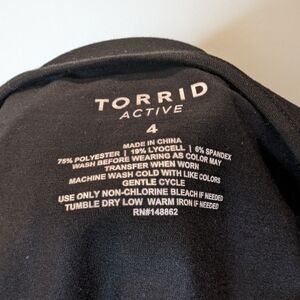 TORRID
ACTIVE
4
MADE IN CHINA
75% POLYESTER | 19% LYOCELL | 6% SPANDEX
WASH BEFORE WEARING AS COLOR MAY
TRANSFER WHEN WORN
MACHINE WASH COLD WITH LIKE COLORS
GENTLE CYCLE
USE ONLY NON-CHLORINE BLEACH IF NEEDED
TUMBLE DRY LOW WARM IRON IF NEEDED
RN#148862